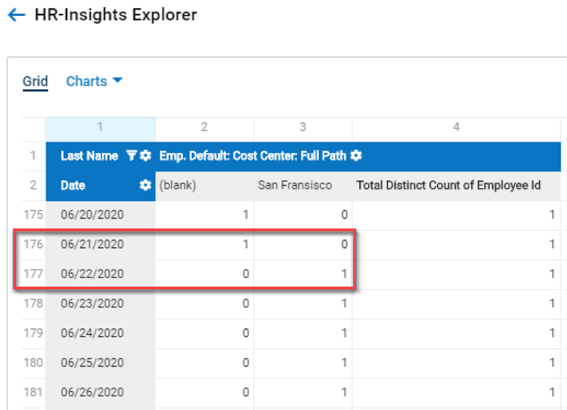 HR-Insights Explorer
Grid Charts
1 2 3 4
1 Last Name Emp. Default: Cost Center: Full Path
2 Date (blank) San Fransisco Total Distinct Count of Employee Id
175 06/20/2020 1 0 1
176 06/21/2020 1 0 1
177 06/22/2020 0 1 1
178 06/23/2020 0 1 1
179 06/24/2020 0 1 1
180 06/25/2020 0 1 1
181 06/26/2020 0 1 1